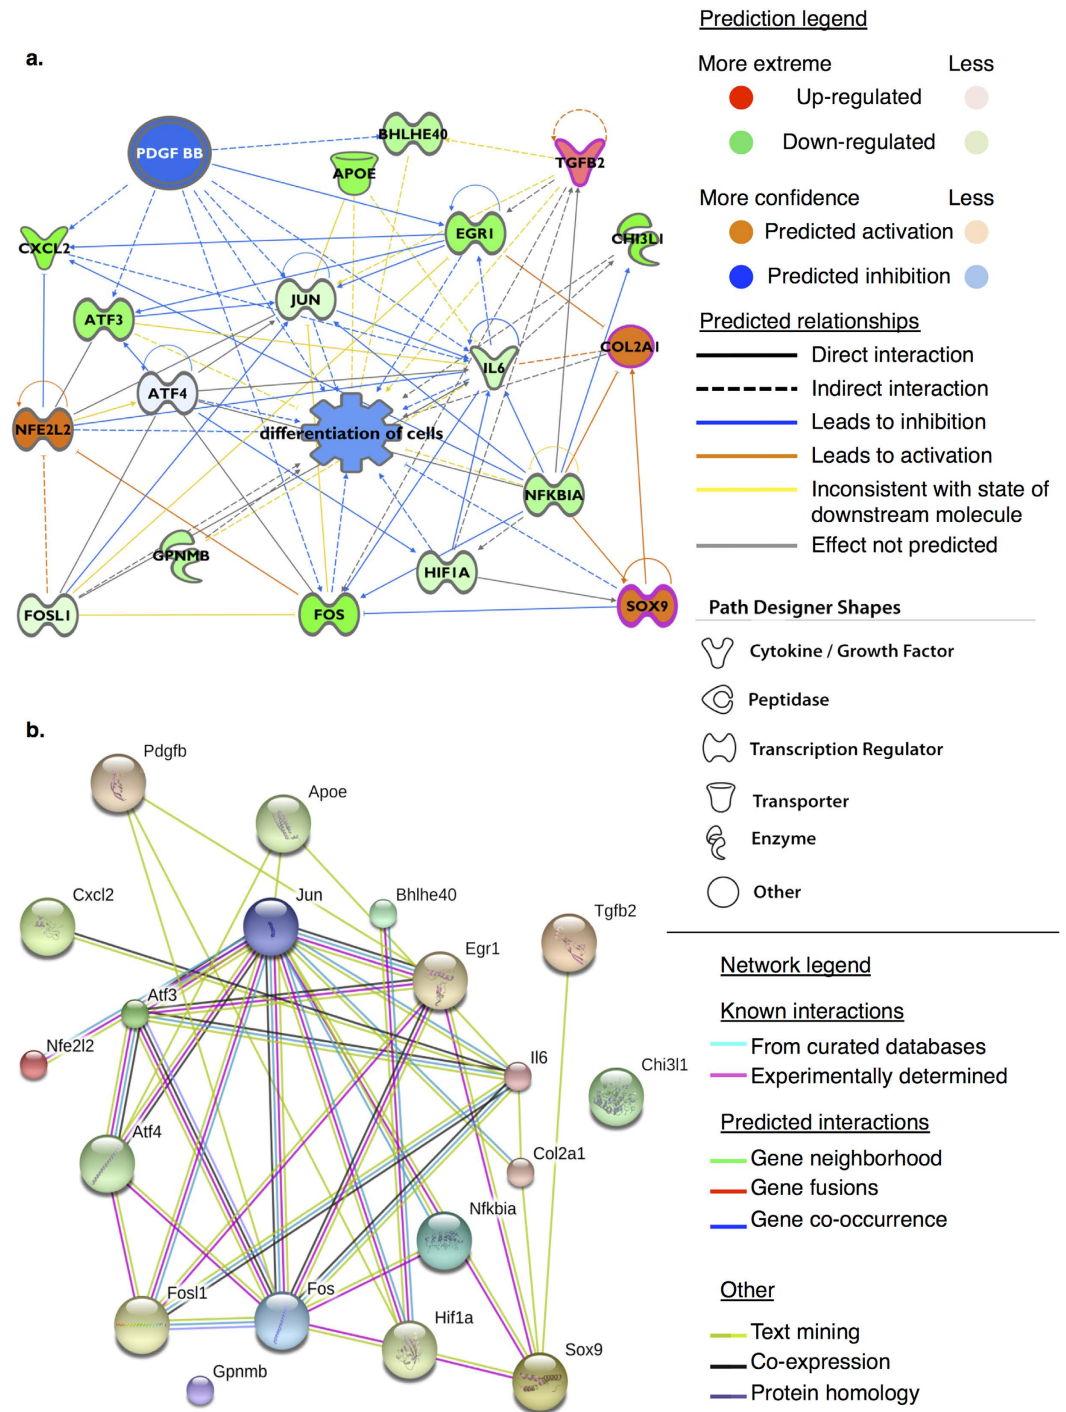 a.
PDGF BB
BHLHE40
APOE
TGFB2
CXCL2
EGR1
CHI3L1
ATF3
JUN
COL2A1
IL6
ATF4
NFE2L2
differentiation of cells
NFKBIA
GPNMB
HIF1A
FOSL1
FOS
SOX9
Prediction legend
More extreme Less
Up-regulated
Down-regulated
More confidence Less
Predicted activation
Predicted inhibition
Predicted relationships
Direct interaction
Indirect interaction
Leads to inhibition
Leads to activation
Inconsistent with state of
downstream molecule
Effect not predicted
Path Designer Shapes
Cytokine / Growth Factor
Peptidase
Transcription Regulator
Transporter
Enzyme
Other
b.
Pdgfb
Apoe
Cxcl2
Jun
Bhlhe40
Tgfb2
Egr1
Atf3
Nfe2l2
Il6
Chi3l1
Atf4
Col2a1
Nfkbia
Fosl1
Fos
Hif1a
Sox9
Gpnmb
Network legend
Known interactions
From curated databases
Experimentally determined
Predicted interactions
Gene neighborhood
Gene fusions
Gene co-occurrence
Other
Text mining
Co-expression
Protein homology